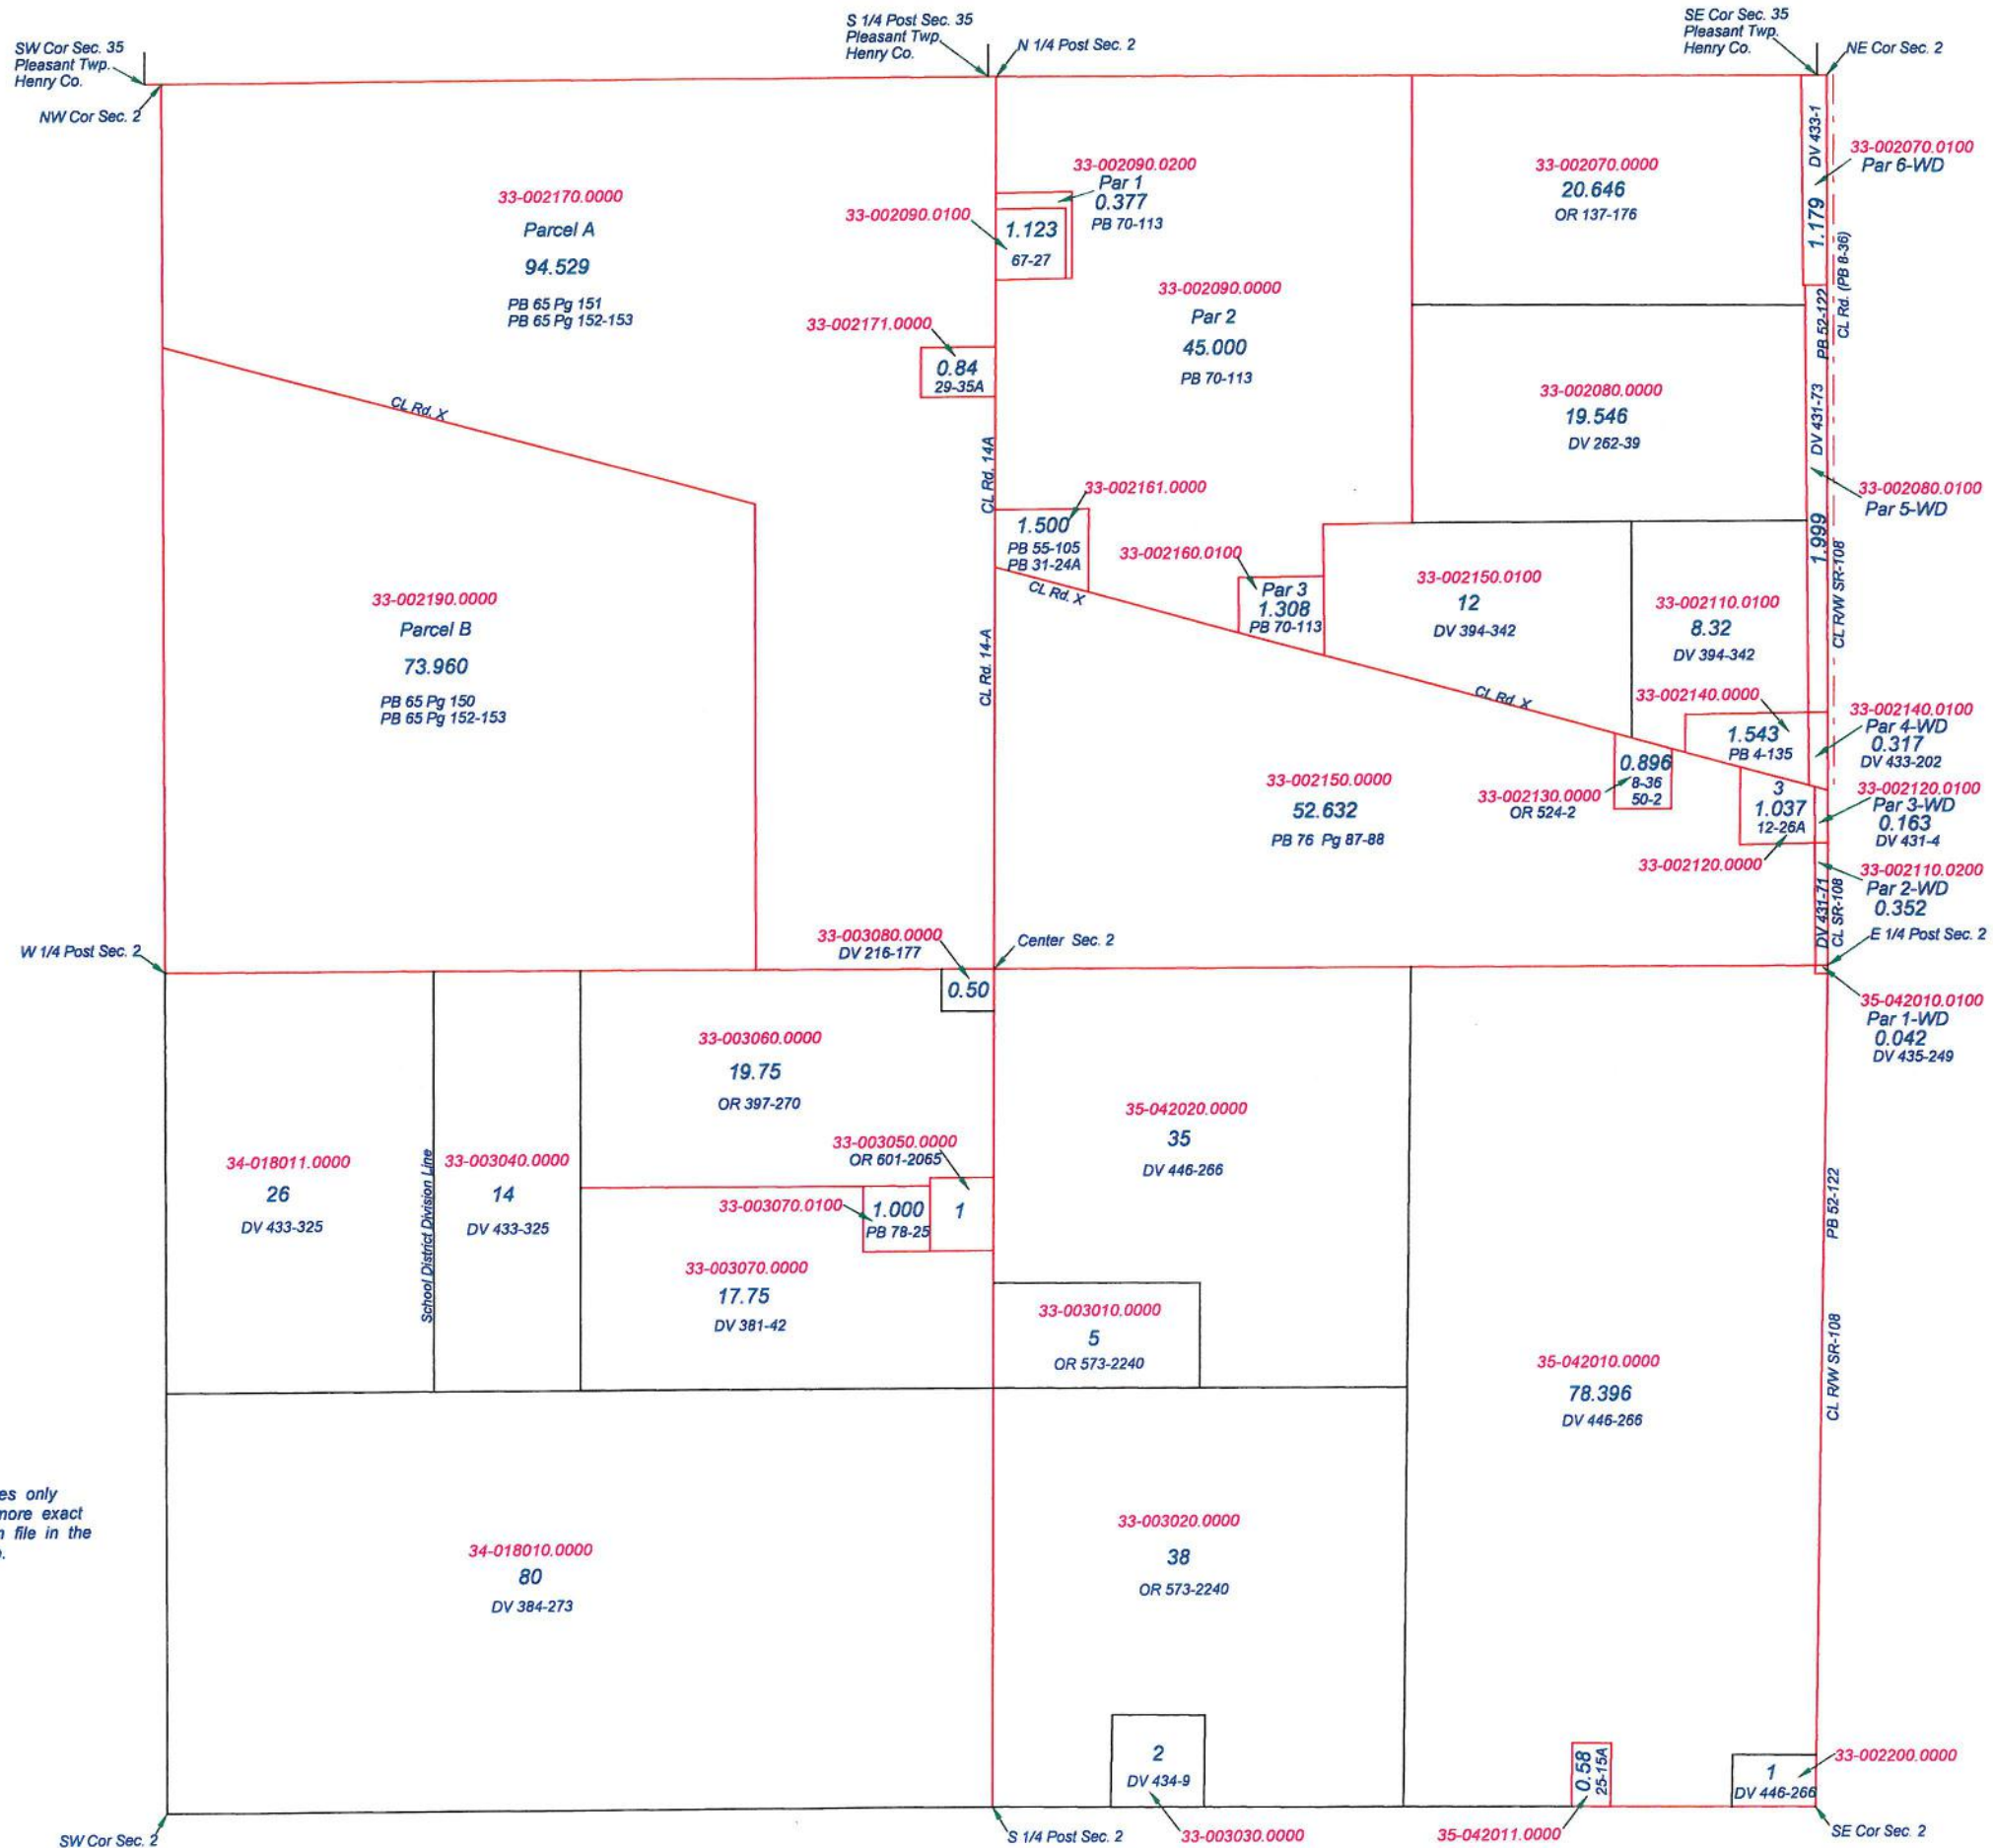 SW Cor Sec. 35
Pleasant Twp.
Henry Co.
NW Cor Sec. 2
S 1/4 Post Sec. 35
Pleasant Twp.
Henry Co.
N 1/4 Post Sec. 2
SE Cor Sec. 35
Pleasant Twp.
Henry Co.
NE Cor Sec. 2
33-002170.0000
Parcel A
94.529
PB 65 Pg 151
PB 65 Pg 152-153
33-002090.0100
1.123
67-27
33-002090.0200
Par 1
0.377
PB 70-113
33-002090.0000
Par 2
45.000
PB 70-113
33-002070.0000
20.646
OR 137-176
DV 433-1
1.179
33-002070.0100
Par 6-WD
CL Rd. (PB 8-36)
PB 52-122
33-002171.0000
0.84
29-35A
CL Rd. X
CL Rd. 14A
33-002080.0000
19.546
DV 262-39
DV 431-73
1.999
33-002080.0100
Par 5-WD
CL R/W SR-108
33-002161.0000
1.500
PB 55-105
PB 31-24A
CL Rd. X
33-002160.0100
Par 3
1.308
PB 70-113
33-002150.0100
12
DV 394-342
33-002110.0100
8.32
DV 394-342
33-002190.0000
Parcel B
73.960
PB 65 Pg 150
PB 65 Pg 152-153
CL Rd. 14-A
CL Rd. X
33-002140.0000
1.543
PB 4-135
33-002140.0100
Par 4-WD
0.317
DV 433-202
33-002150.0000
52.632
PB 76 Pg 87-88
33-002130.0000
OR 524-2
0.896
8-36
50-2
3
1.037
12-26A
33-002120.0000
33-002120.0100
Par 3-WD
0.163
DV 431-4
33-002110.0200
Par 2-WD
0.352
DV 431-71
CL SR-108
W 1/4 Post Sec. 2
33-003080.0000
DV 216-177
0.50
Center Sec. 2
E 1/4 Post Sec. 2
35-042010.0100
Par 1-WD
0.042
DV 435-249
33-003060.0000
19.75
OR 397-270
35-042020.0000
35
DV 446-266
34-018011.0000
26
DV 433-325
School District Division Line
33-003040.0000
14
DV 433-325
33-003050.0000
OR 601-2065
1
33-003070.0100
1.000
PB 78-25
33-003070.0000
17.75
DV 381-42
33-003010.0000
5
OR 573-2240
PB 52-122
CL R/W SR-108
35-042010.0000
78.396
DV 446-266
es only
more exact
n file in the
34-018010.0000
80
DV 384-273
33-003020.0000
38
OR 573-2240
2
DV 434-9
33-003030.0000
0.58
25-15A
35-042011.0000
1
DV 446-266
33-002200.0000
SW Cor Sec. 2
S 1/4 Post Sec. 2
SE Cor Sec. 2